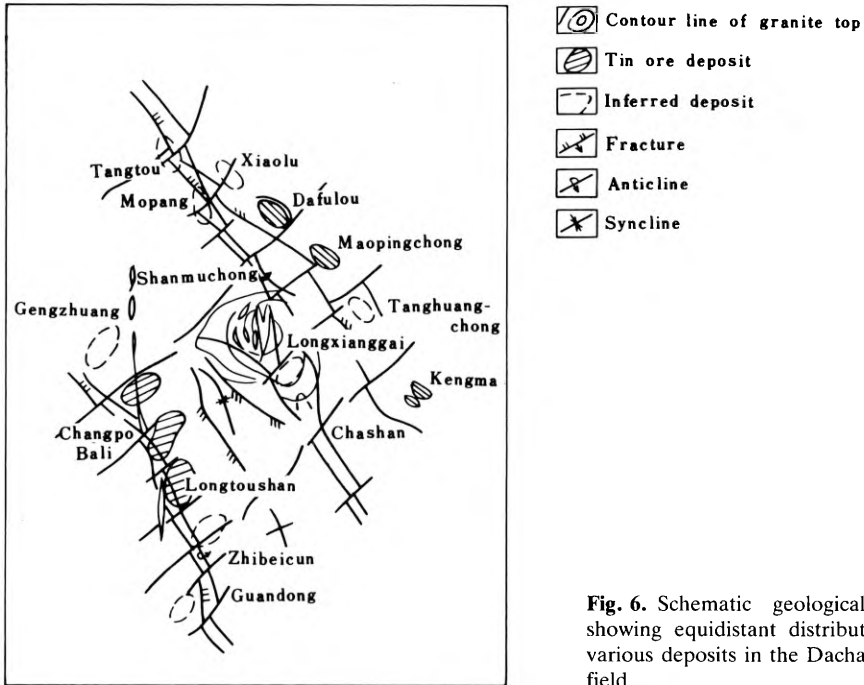 Contour line of granite top
Tin ore deposit
Inferred deposit
Fracture
Anticline
Syncline
Tangtou
Xiaolu
Mopang
Dafulou
Maopingchong
Shanmuchong
Gengzhuang
Tanghuang-
chong
Longxianggai
Kengma
Changpo
Bali
Chashan
Longtoushan
Zhibeicun
Guandong
Fig. 6. Schematic geological
showing equidistant distribut
various deposits in the Dacha
field